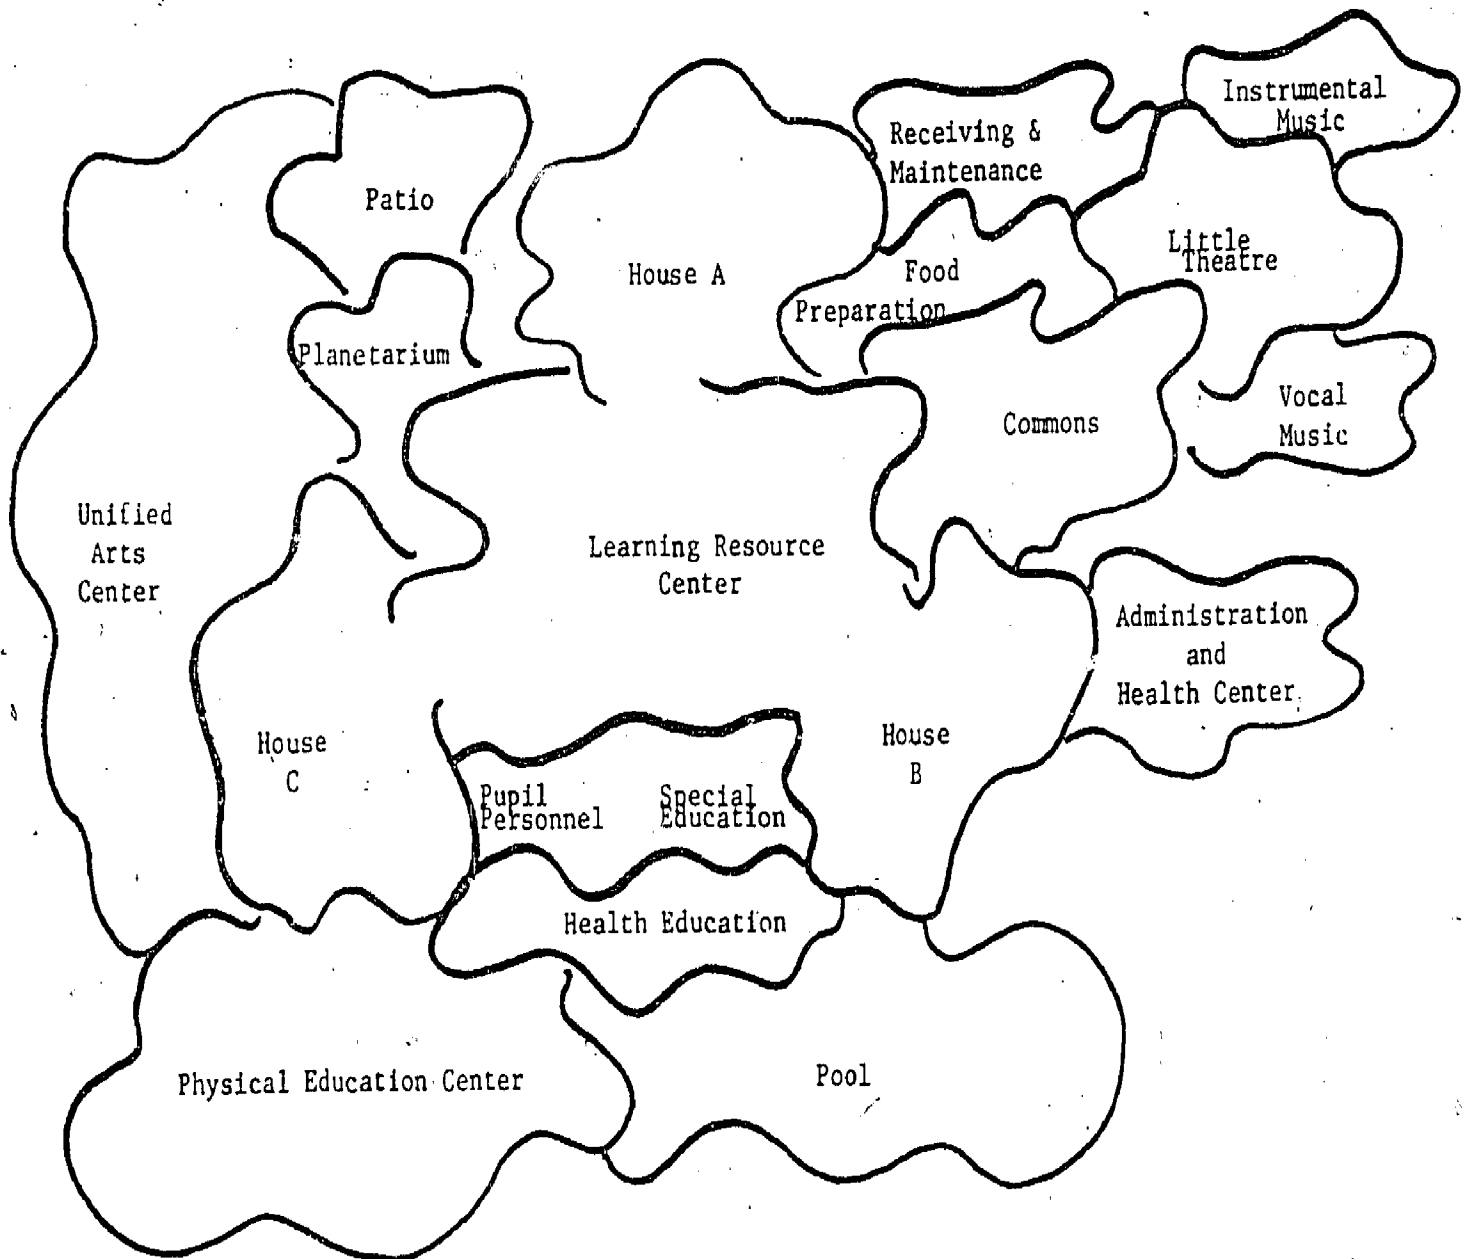 Instrumental
Music
Receiving &
Maintenance
Patio
Little
Theatre
House A
Food
Preparation
Planetarium
Vocal
Music
Commons
Unified
Arts
Center
Learning Resource
Center
Administration
and
Health Center
House
C
House
B
Pupil
Personnel
Special
Education
Health Education
Physical Education Center
Pool